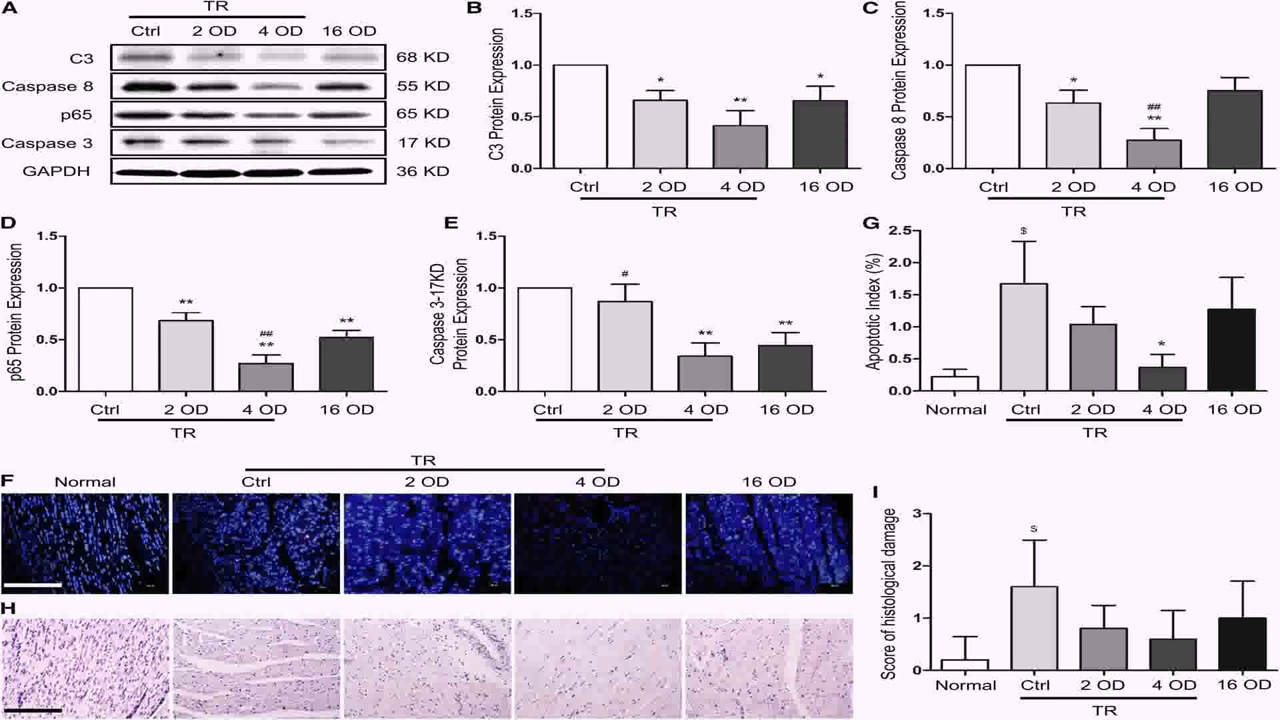 A
TR
Ctrl 2 OD 4 OD 16 OD
C3 68 KD
Caspase 8 55 KD
p65 65 KD
Caspase 3 17 KD
GAPDH 36 KD
B
C3 Protein Expression
1.5
1.0
0.5
0.0
*
**
*
Ctrl 2 OD 4 OD 16 OD
TR
C
Caspase 8 Protein Expression
1.5
1.0
0.5
0.0
*
##
**
Ctrl 2 OD 4 OD 16 OD
TR
D
p65 Protein Expression
1.5
1.0
0.5
0.0
**
##
**
**
Ctrl 2 OD 4 OD 16 OD
TR
E
Caspase 3-17KD
Protein Expression
1.5
1.0
0.5
0.0
#
**
**
Ctrl 2 OD 4 OD 16 OD
TR
G
Apoptotic Index (%)
2.5
2.0
1.5
1.0
0.5
0.0
$
*
Normal Ctrl 2 OD 4 OD 16 OD
TR
F
TR
Normal Ctrl 2 OD 4 OD 16 OD
H
I
Score of histological damage
3
2
1
0
$
Normal Ctrl 2 OD 4 OD 16 OD
TR